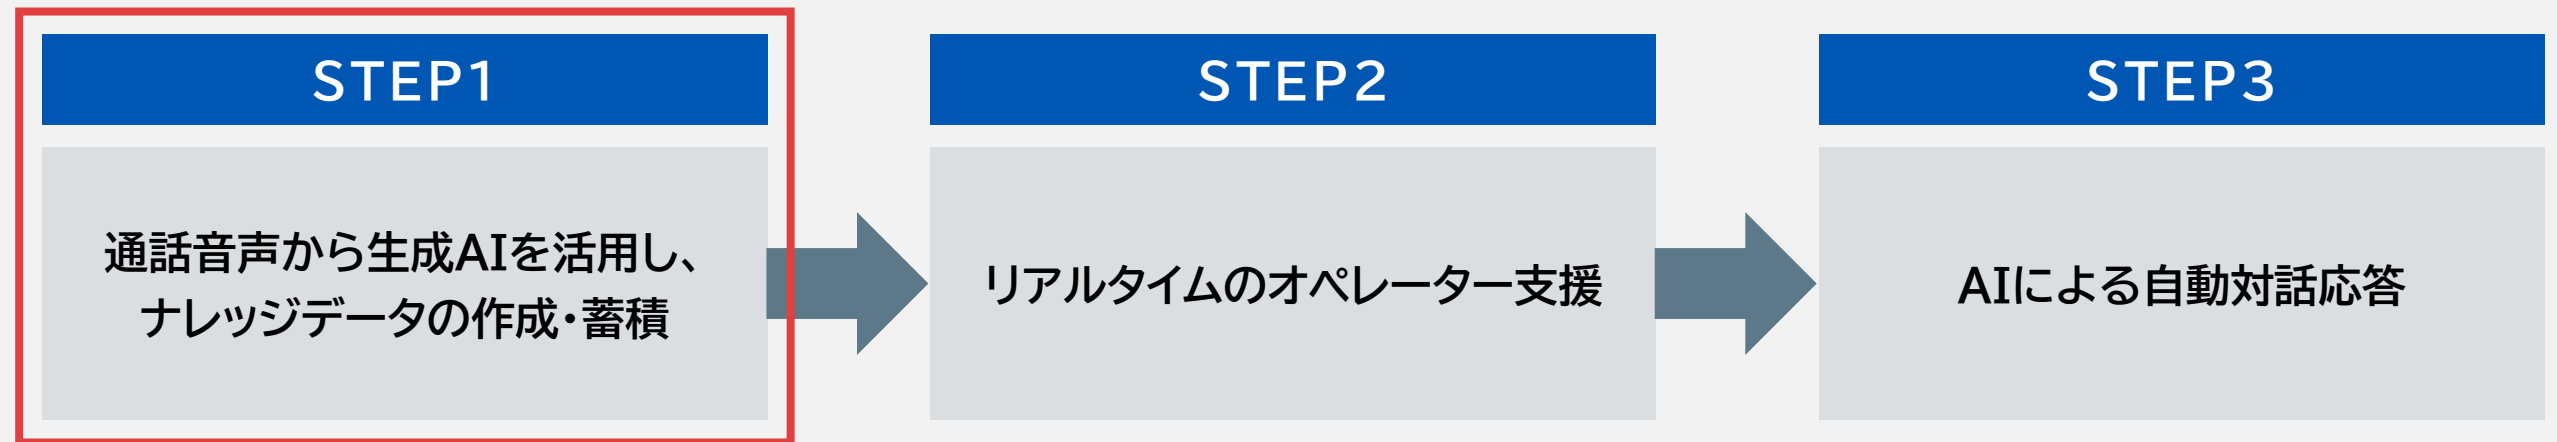 STEP1
通話音声から生成AIを活用し、
ナレッジデータの作成・蓄積
STEP2
リアルタイムのオペレーター支援
STEP3
AIによる自動対話応答